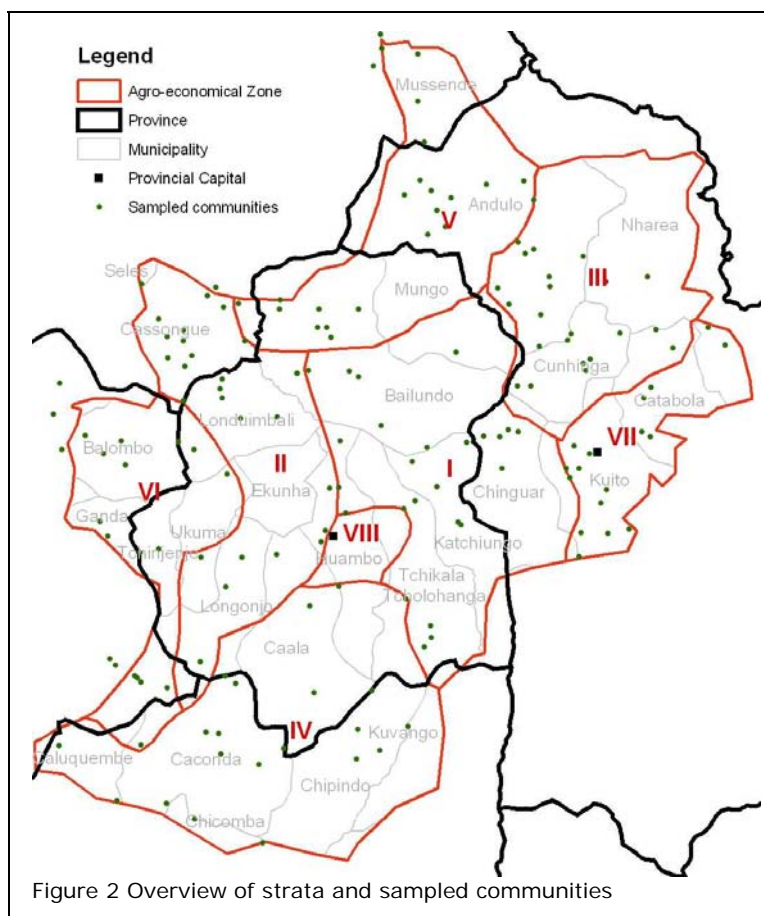 Legend
Agro-economical Zone
Province
Municipality
Provincial Capital
Sampled communities
Mussende
Andulo
V
Nharea
III
Seles
Mungo
Cassongue
Cunhinga
Bailundo
Catabola
Londuimbali
VII
Balombo
II
I
Kuito
VI
Ekunha
Chinguar
Ganda
Ukuma
VIII
Katchiungo
Huambo
Tchikala
Tcholohanga
Longonjo
Caala
IV
Kuvango
Caluquembe
Caconda
Chipindo
Chicomba
Figure 2 Overview of strata and sampled communities